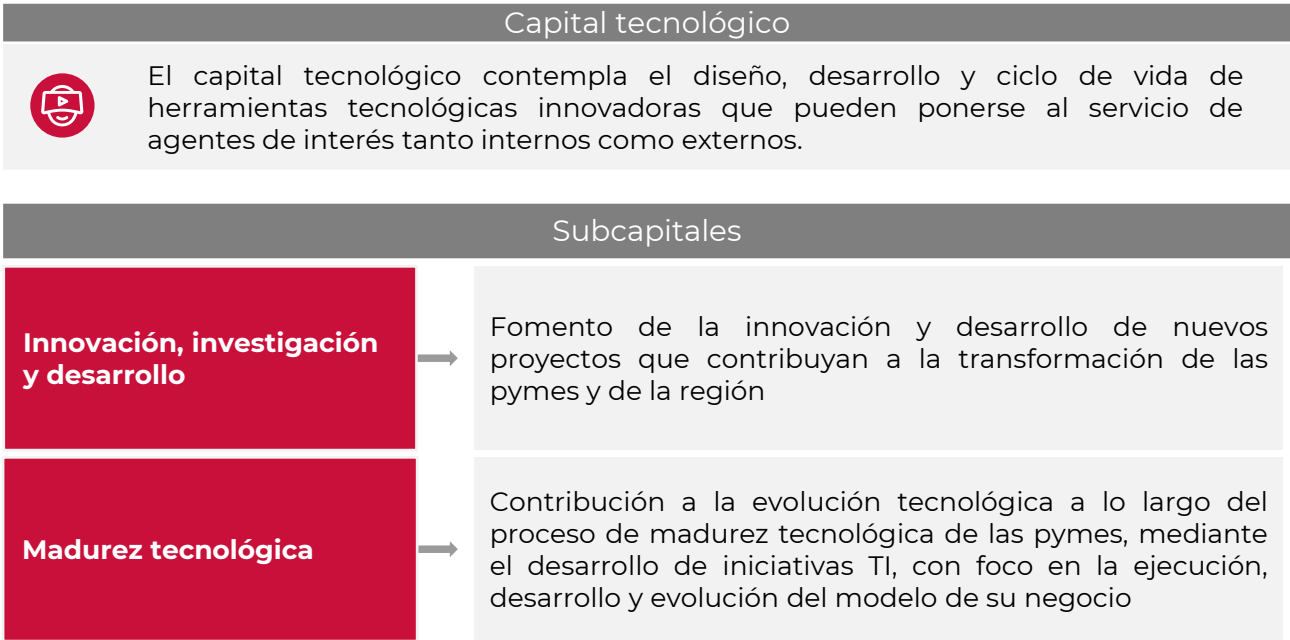 Capital tecnológico
El capital tecnológico contempla el diseño, desarrollo y ciclo de vida de
herramientas tecnológicas innovadoras que pueden ponerse al servicio de
agentes de interés tanto internos como externos.
Subcapitales
Innovación, investigación
y desarrollo
Fomento de la innovación y desarrollo de nuevos
proyectos que contribuyan a la transformación de las
pymes y de la región
Madurez tecnológica
Contribución a la evolución tecnológica a lo largo del
proceso de madurez tecnológica de las pymes, mediante
el desarrollo de iniciativas TI, con foco en la ejecución,
desarrollo y evolución del modelo de su negocio